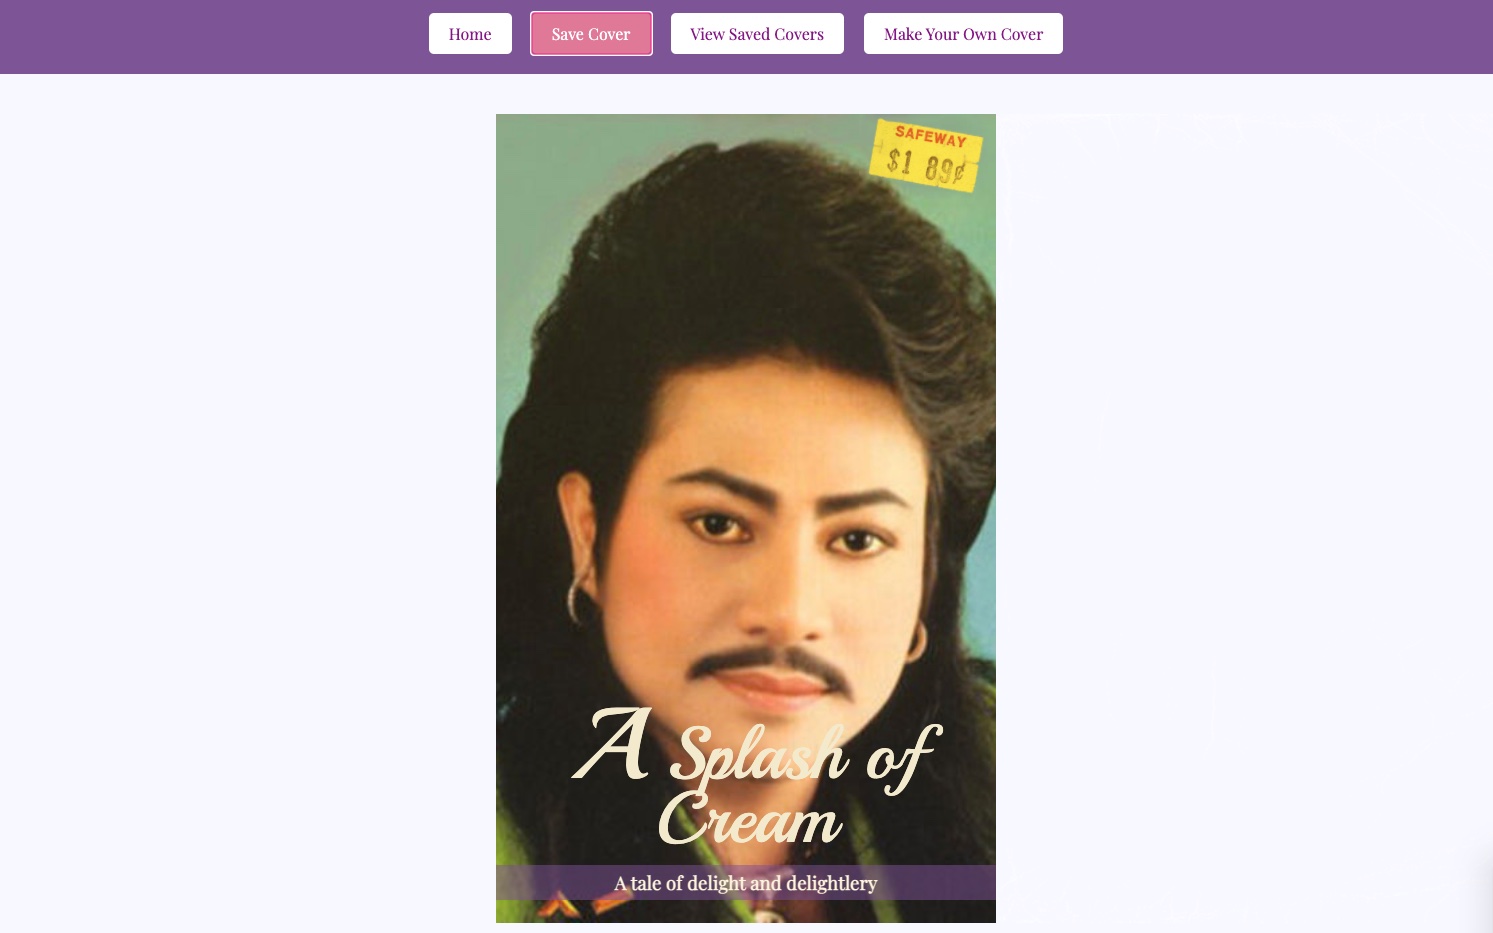 Home
Save Cover
View Saved Covers
Make Your Own Cover
SAFEWAY
$1 89¢
A Splash of
Cream
A tale of delight and delightlery